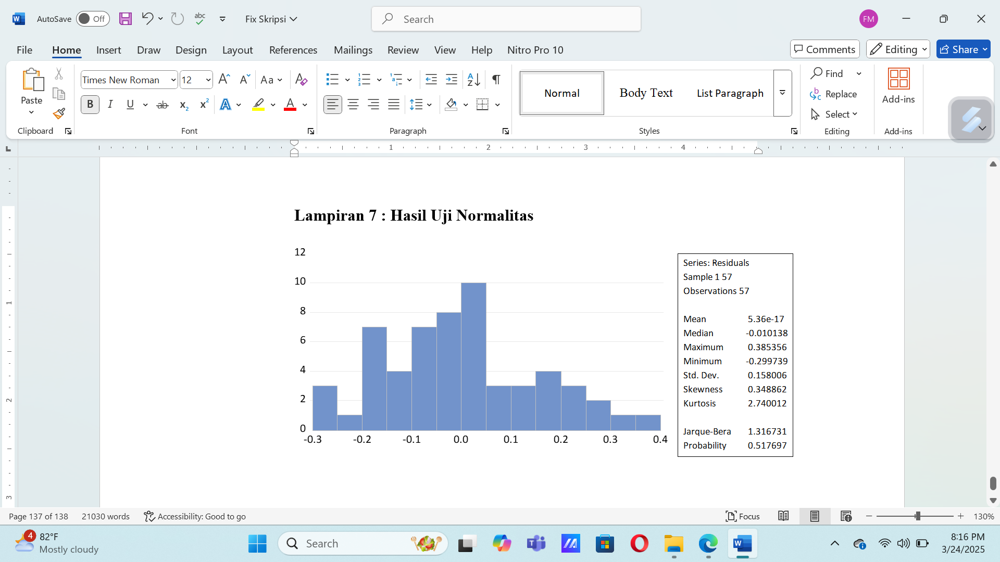 AutoSave Off abc Fix Skripsi Search FM
File Home Insert Draw Design Layout References Mailings Review View Help Nitro Pro 10 Comments Editing Share
Paste
Times New Roman 12
Normal Body Text List Paragraph
Find
Replace
Select
Add-ins
Clipboard Font Paragraph Styles Editing Add-ins
1 2 3 4
Lampiran 7 : Hasil Uji Normalitas
12
10
8
6
4
2
0
-0.3 -0.2 -0.1 0.0 0.1 0.2 0.3 0.4
Series: Residuals
Sample 1 57
Observations 57
Mean 5.36e-17
Median -0.010138
Maximum 0.385356
Minimum -0.299739
Std. Dev. 0.158006
Skewness 0.348862
Kurtosis 2.740012
Jarque-Bera 1.316731
Probability 0.517697
1
2
3
Page 137 of 138 21030 words Accessibility: Good to go Focus 130%
4 82°F
Mostly cloudy
Search
8:16 PM
3/24/2025